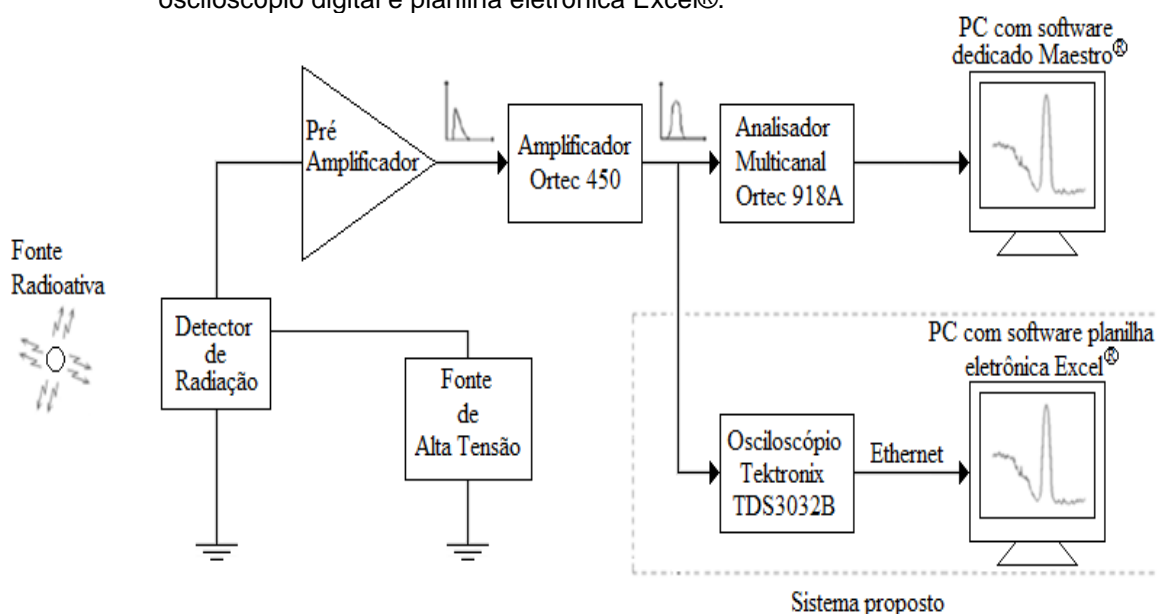 osciloscópio digital e planilha eletrônica Excel®.
PC com software
dedicado Maestro®
Pré
Amplificador
Amplificador
Ortec 450
Analisador
Multicanal
Ortec 918A
Fonte
Radioativa
Detector
de
Radiação
Fonte
de
Alta Tensão
PC com software planilha
eletrônica Excel®
Osciloscópio
Tektronix
TDS3032B
Ethernet
Sistema proposto